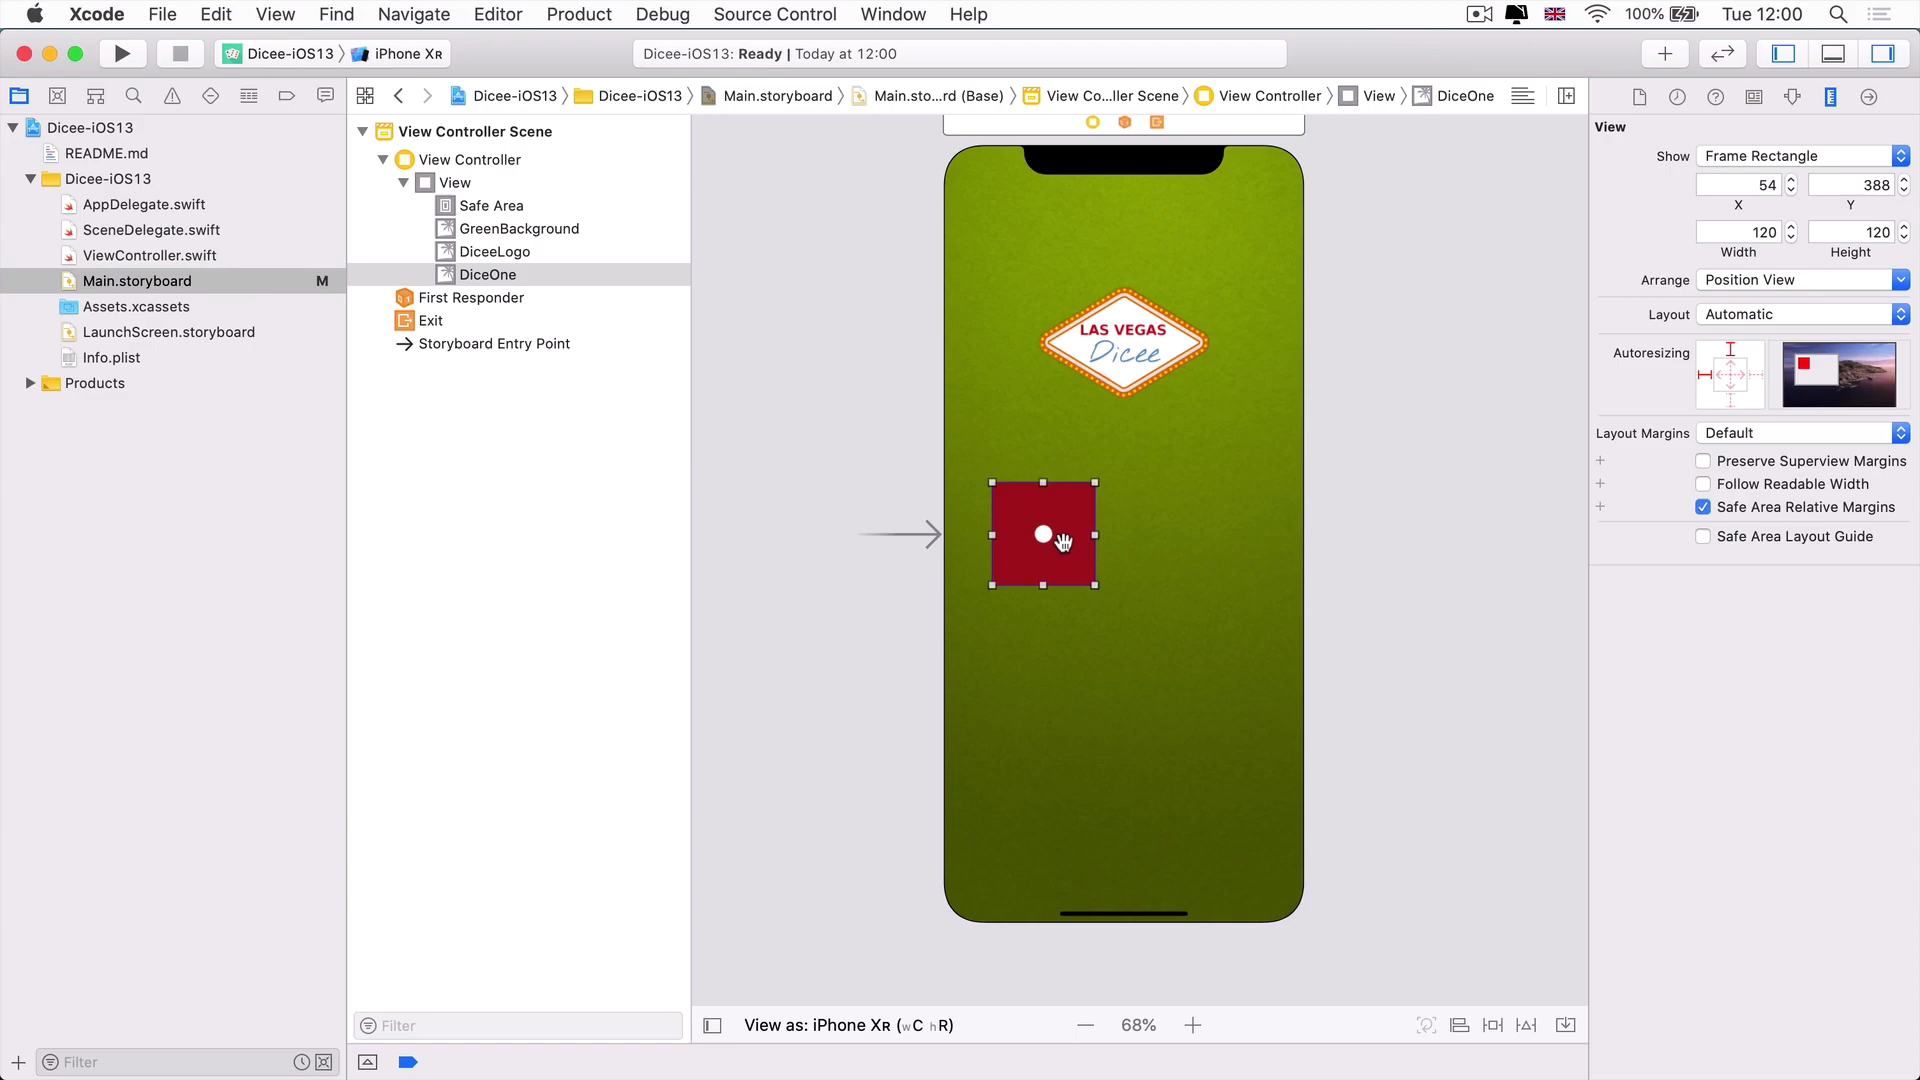 Xcode File Edit View Find Navigate Editor Product Debug Source Control Window Help 100% Tue 12:00
Dicee-iOS13 iPhone XR Dicee-iOS13: Ready | Today at 12:00
Dicee-iOS13 Dicee-iOS13 Main.storyboard Main.sto...rd (Base) View Co...ller Scene View Controller View DiceOne
Dicee-iOS13
README.md
Dicee-iOS13
AppDelegate.swift
SceneDelegate.swift
ViewController.swift
Main.storyboard M
Assets.xcassets
LaunchScreen.storyboard
Info.plist
Products
Filter
View Controller Scene
View Controller
View
Safe Area
GreenBackground
DiceeLogo
DiceOne
First Responder
Exit
Storyboard Entry Point
Filter
LAS VEGAS
Dicee
View as: iPhone XR (wC hR)
68%
View
Show Frame Rectangle
54 388
X Y
120 120
Width Height
Arrange Position View
Layout Automatic
Autoresizing
Layout Margins Default
Preserve Superview Margins
Follow Readable Width
Safe Area Relative Margins
Safe Area Layout Guide